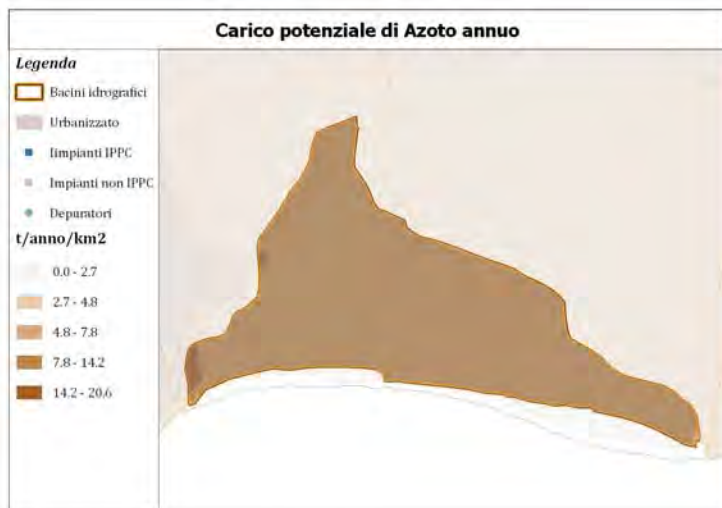 Carico potenziale di Azoto annuo
Legenda
Bacini idrografici
Urbanizzato
Iimpianti IPPC
Impianti non IPPC
Depuratori
t/anno/km2
0.0 - 2.7
2.7 - 4.8
4.8 - 7.8
7.8 - 14.2
14.2 - 20.6